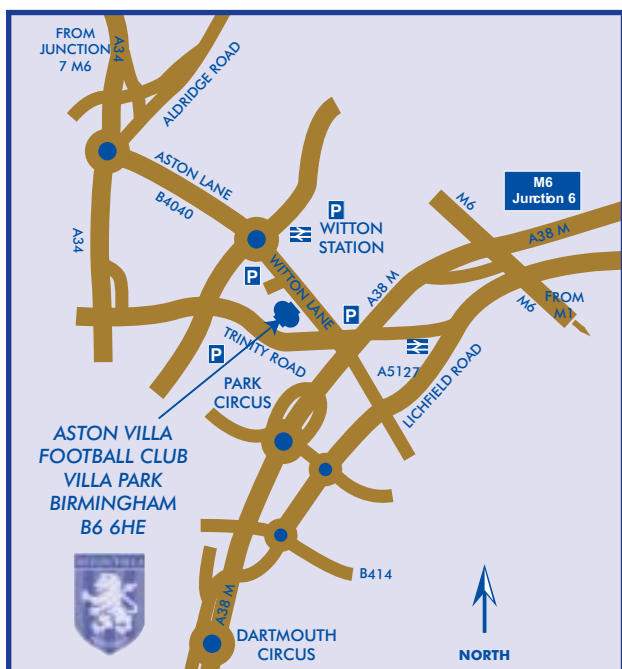 FROM
JUNCTION
7 M6
A34
ALDRIDGE ROAD
ASTON LANE
B4040
P
WITTON
STATION
M6
Junction 6
M6
A38 M
A34
P
WITTON LANE
A38 M
M6
FROM
M1
P
P
TRINITY ROAD
A5127
LICHFIELD ROAD
PARK
CIRCUS
ASTON VILLA
FOOTBALL CLUB
VILLA PARK
BIRMINGHAM
B6 6HE
B414
A38 M
DARTMOUTH
CIRCUS
NORTH